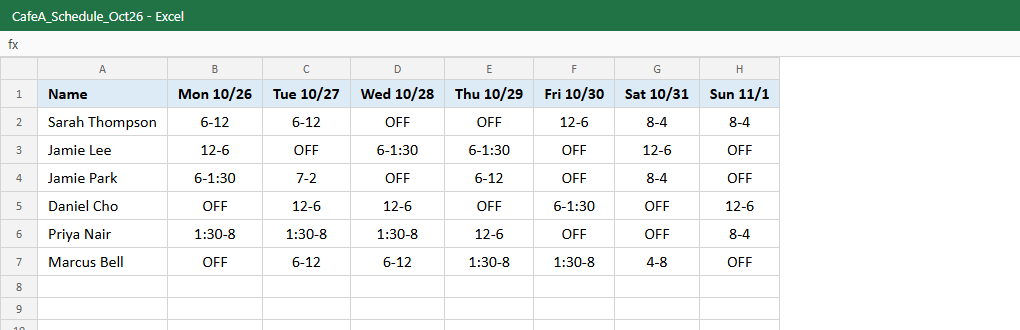 CafeA_Schedule_Oct26 - Excel
fx
A B C D E F G H
1 Name Mon 10/26 Tue 10/27 Wed 10/28 Thu 10/29 Fri 10/30 Sat 10/31 Sun 11/1
2 Sarah Thompson 6-12 6-12 OFF OFF 12-6 8-4 8-4
3 Jamie Lee 12-6 OFF 6-1:30 6-1:30 OFF 12-6 OFF
4 Jamie Park 6-1:30 7-2 OFF 6-12 OFF 8-4 OFF
5 Daniel Cho OFF 12-6 12-6 OFF 6-1:30 OFF 12-6
6 Priya Nair 1:30-8 1:30-8 1:30-8 12-6 OFF OFF 8-4
7 Marcus Bell OFF 6-12 6-12 1:30-8 1:30-8 4-8 OFF
8
9
10